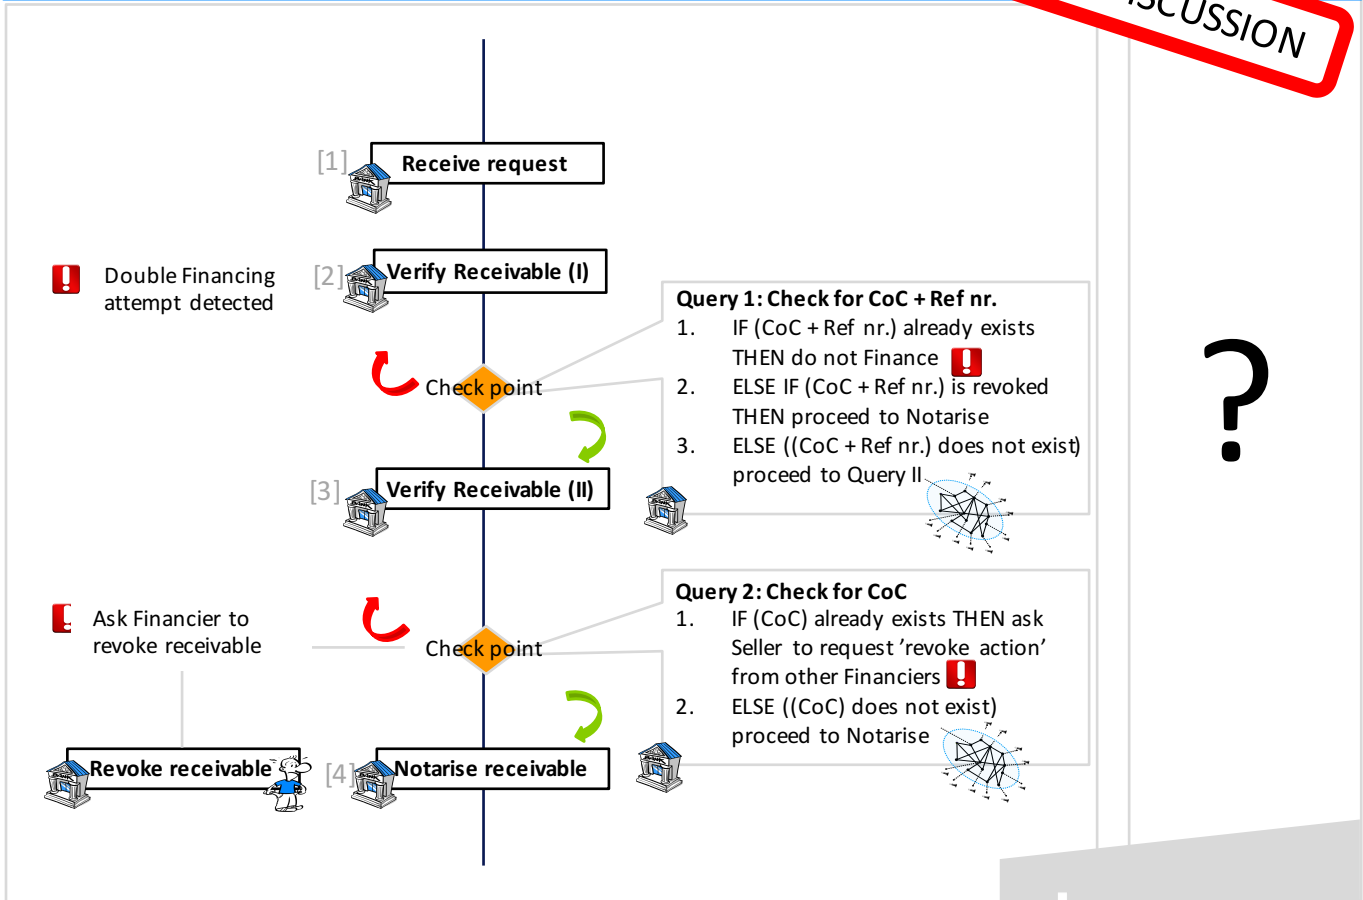 [1]
Receive request
Double Financing
attempt detected
[2]
Verify Receivable (I)
Check point
Query 1: Check for CoC + Ref nr.
1. IF (CoC + Ref nr.) already exists
THEN do not Finance
2. ELSE IF (CoC + Ref nr.) is revoked
THEN proceed to Notarise
3. ELSE ((CoC + Ref nr.) does not exist)
proceed to Query II
[3]
Verify Receivable (II)
Ask Financier to
revoke receivable
Check point
Query 2: Check for CoC
1. IF (CoC) already exists THEN ask
Seller to request ’revoke action’
from other Financiers
2. ELSE ((CoC) does not exist)
proceed to Notarise
Revoke receivable
[4]
Notarise receivable
?